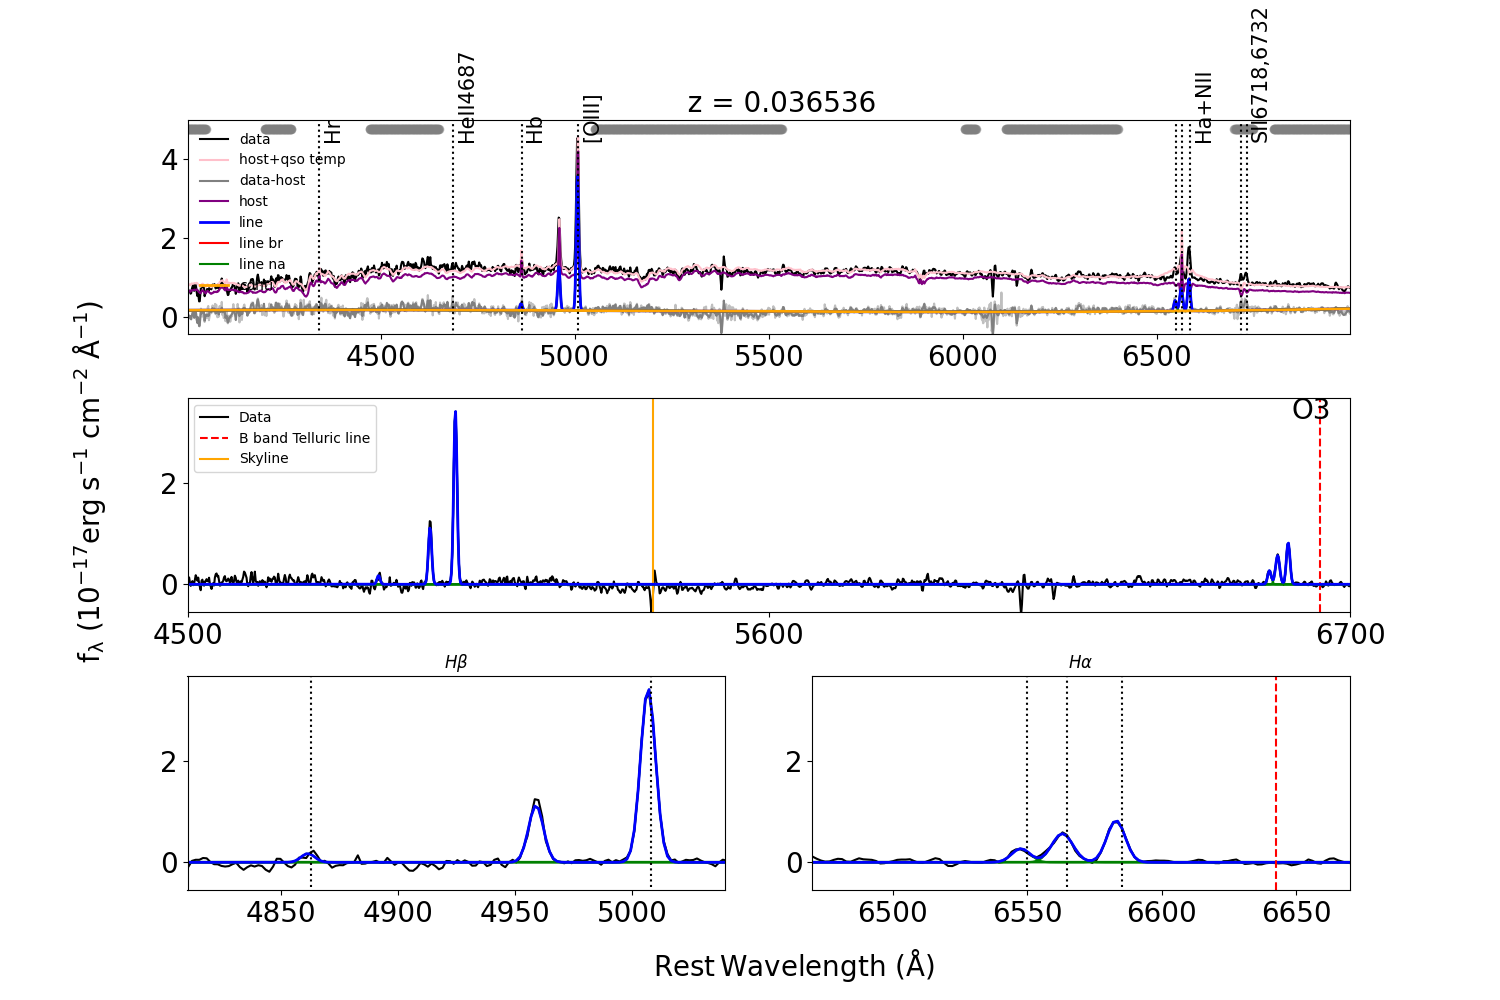 z = 0.036536
Hr
HeII4687
Hb
[OIII]
Ha+NII
SII6718,6732
data
host+qso temp
data-host
host
line
line br
line na
4
2
0
4500
5000
5500
6000
6500
Data
B band Telluric line
Skyline
O3
2
0
4500
5600
6700
f_λ (10^{-17} erg s^{-1} cm^{-2} Å^{-1})
Hβ
2
0
4850
4900
4950
5000
Hα
2
0
6500
6550
6600
6650
Rest Wavelength (Å)